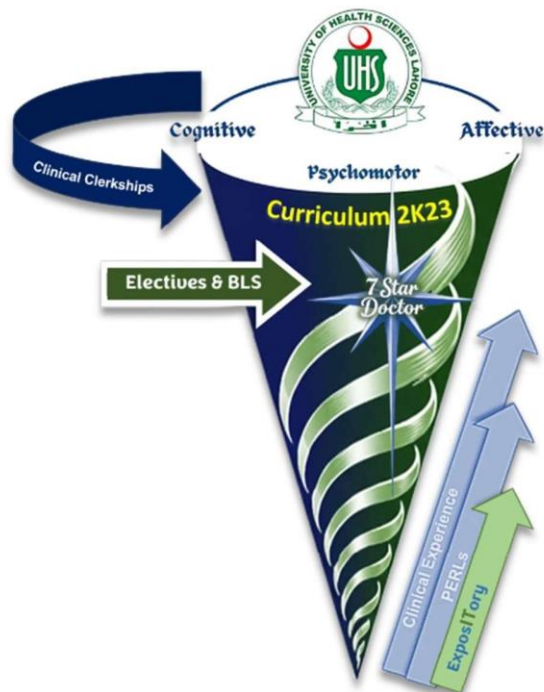 UNIVERSITY OF HEALTH SCIENCES LAHORE
UHS
اقرأ
Cognitive
Affective
Psychomotor
Clinical Clerkships
Curriculum 2K23
Electives & BLS
7 Star
Doctor
Clinical Experience
PERLs
ExposITory